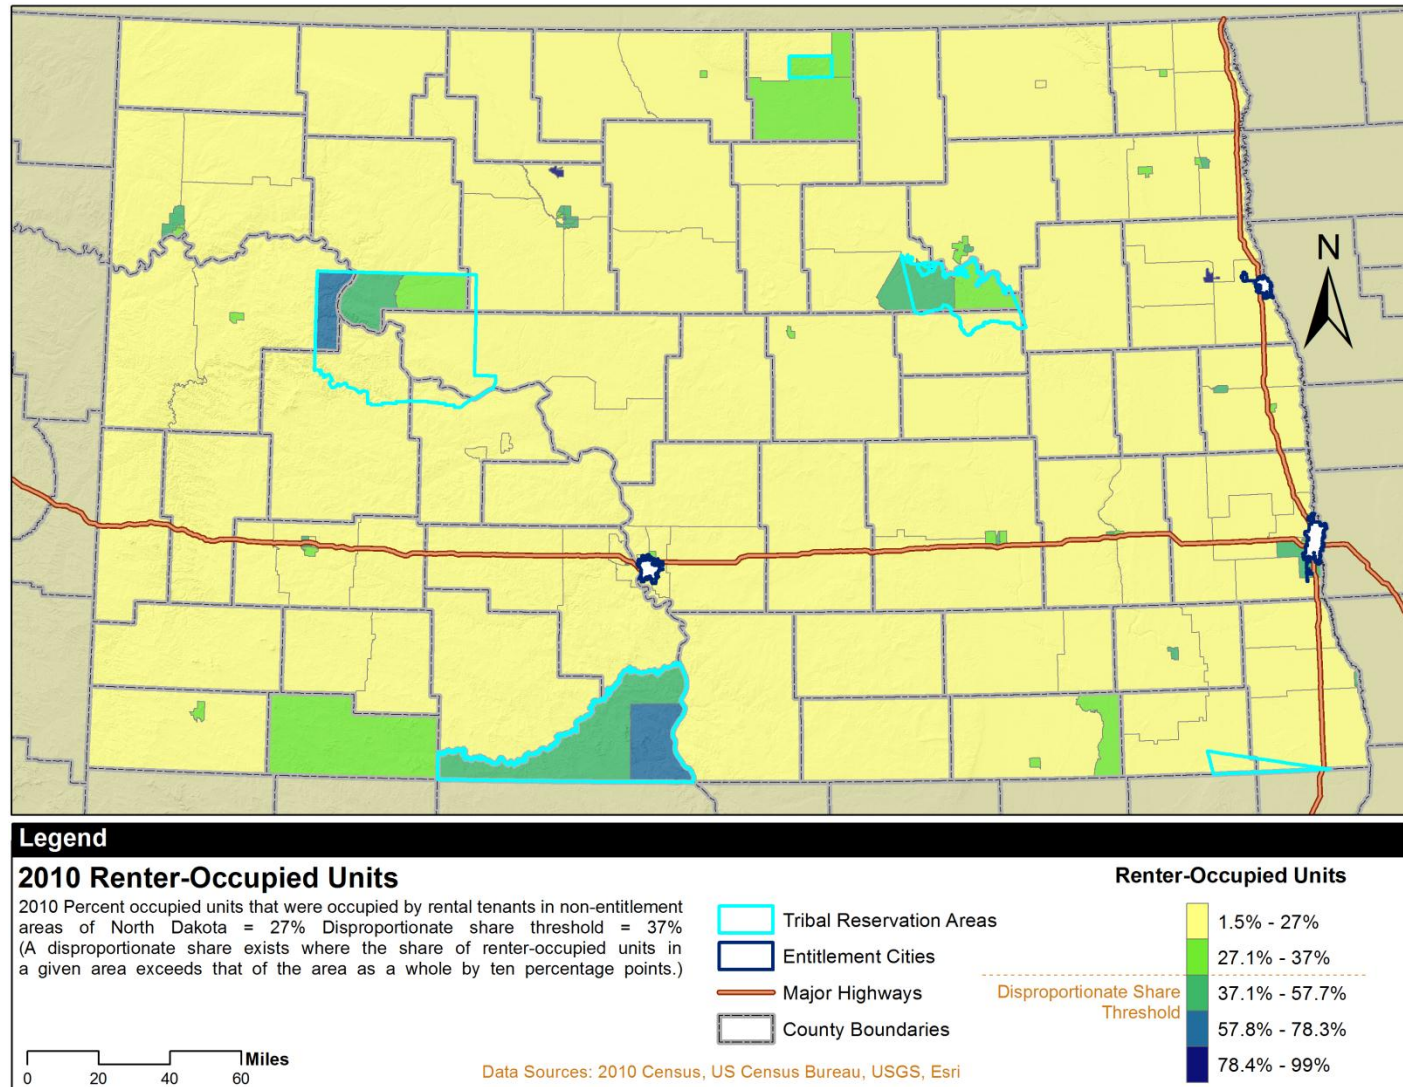 N
Legend
2010 Renter-Occupied Units
2010 Percent occupied units that were occupied by rental tenants in non-entitlement
areas of North Dakota = 27% Disproportionate share threshold = 37%
(A disproportionate share exists where the share of renter-occupied units in
a given area exceeds that of the area as a whole by ten percentage points.)
Miles
0 20 40 60
Tribal Reservation Areas
Entitlement Cities
Major Highways
County Boundaries
Data Sources: 2010 Census, US Census Bureau, USGS, Esri
Renter-Occupied Units
1.5% - 27%
27.1% - 37%
Disproportionate Share
Threshold
37.1% - 57.7%
57.8% - 78.3%
78.4% - 99%